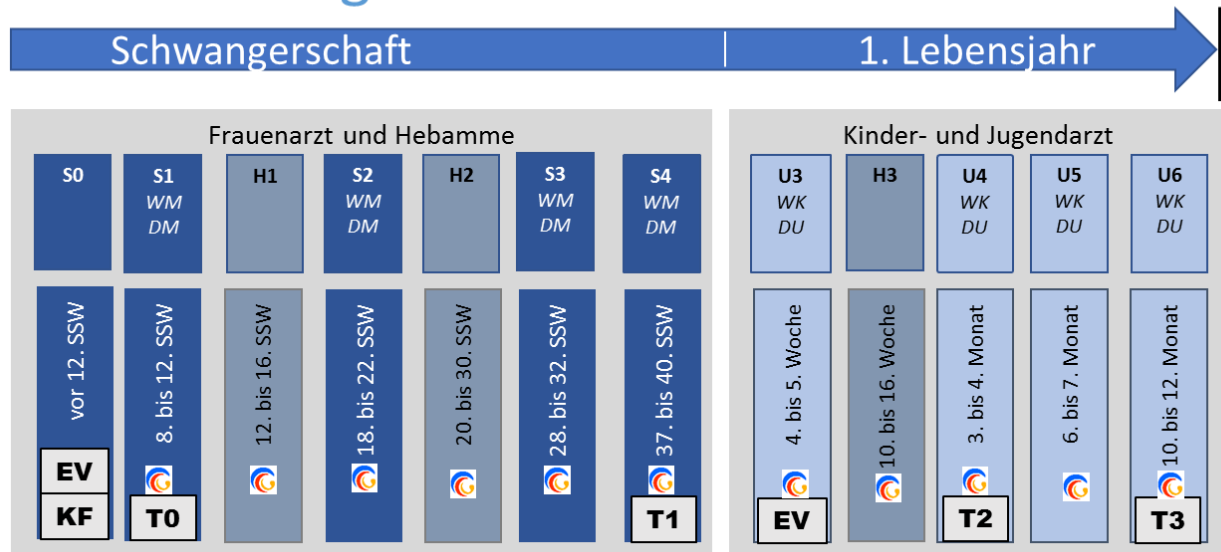 g
Schwangerschaft
1. Lebensjahr
Frauenarzt und Hebamme
S0
S1
WM
DM
H1
S2
WM
DM
H2
S3
WM
DM
S4
WM
DM
vor 12. SSW
8. bis 12. SSW
12. bis 16. SSW
18. bis 22. SSW
20. bis 30. SSW
28. bis 32. SSW
37. bis 40. SSW
EV
KF
T0
T1
Kinder- und Jugendarzt
U3
WK
DU
H3
U4
WK
DU
U5
WK
DU
U6
WK
DU
4. bis 5. Woche
10. bis 16. Woche
3. bis 4. Monat
6. bis 7. Monat
10. bis 12. Monat
EV
T2
T3